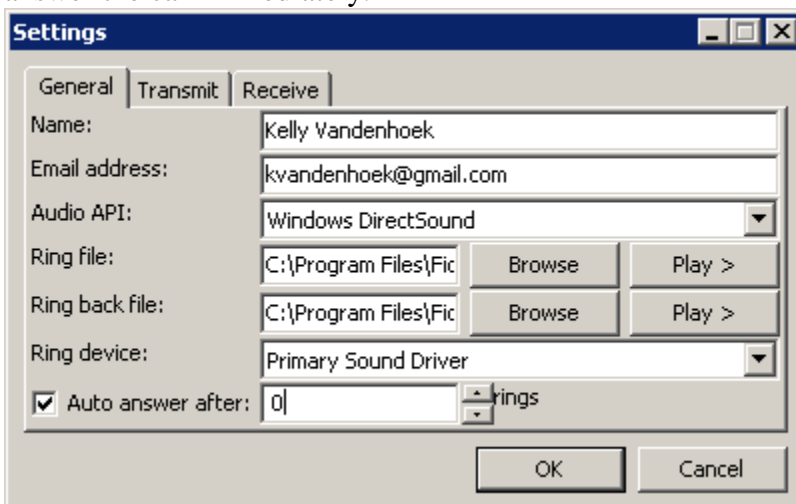 Settings
General Transmit Receive
Name: Kelly Vandenhoek
Email address: kvandenhoek@gmail.com
Audio API: Windows DirectSound
Ring file: C:\Program Files\Fic Browse Play >
Ring back file: C:\Program Files\Fic Browse Play >
Ring device: Primary Sound Driver
Auto answer after: 0 rings
OK Cancel